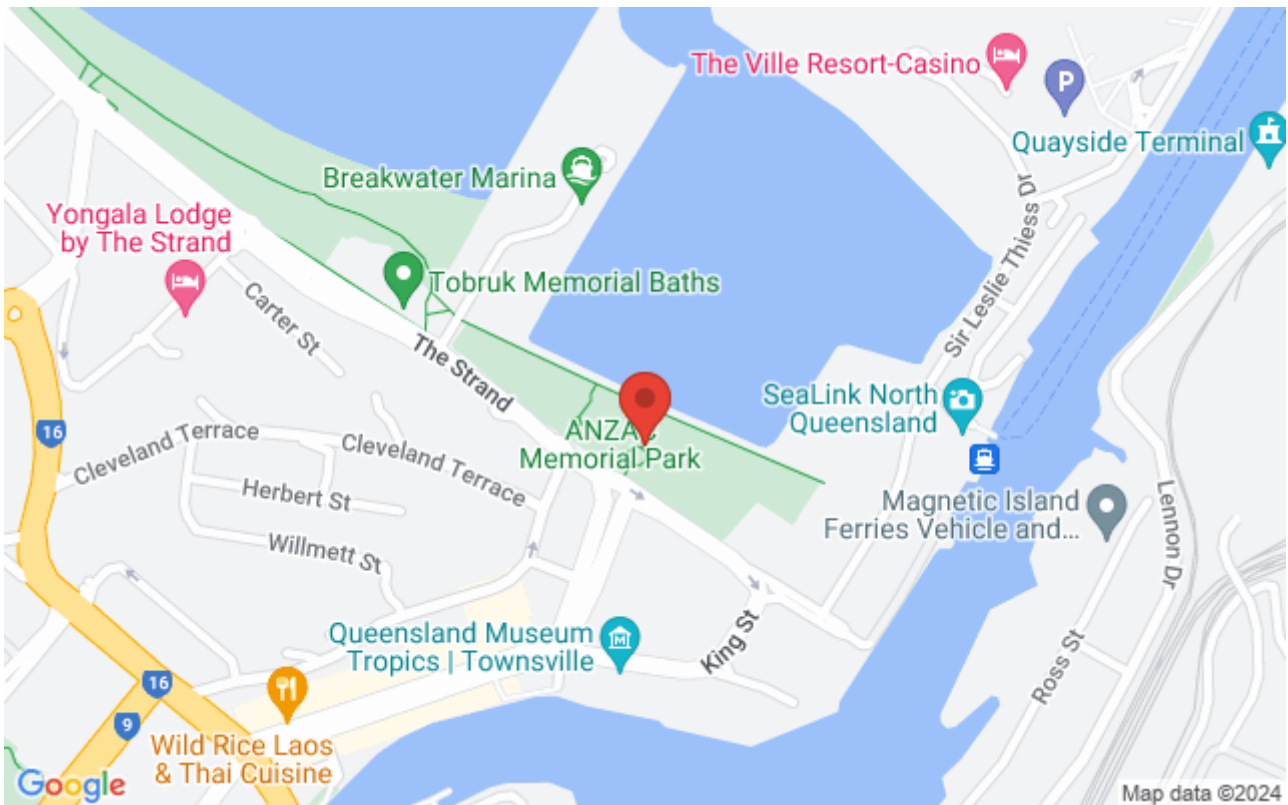 The Ville Resort-Casino
P
Quayside Terminal
Breakwater Marina
Yongala Lodge
by The Strand
Tobruk Memorial Baths
Carter St
The Strand
Sir Leslie Thiess Dr
SeaLink North
Queensland
16
Cleveland Terrace
Cleveland Terrace
ANZAC
Memorial Park
Herbert St
Magnetic Island
Ferries Vehicle and...
Lennon Dr
Willmett St
Queensland Museum
Tropics | Townsville
M
King St
Ross St
16
9
Wild Rice Laos
& Thai Cuisine
Google
Map data ©2024